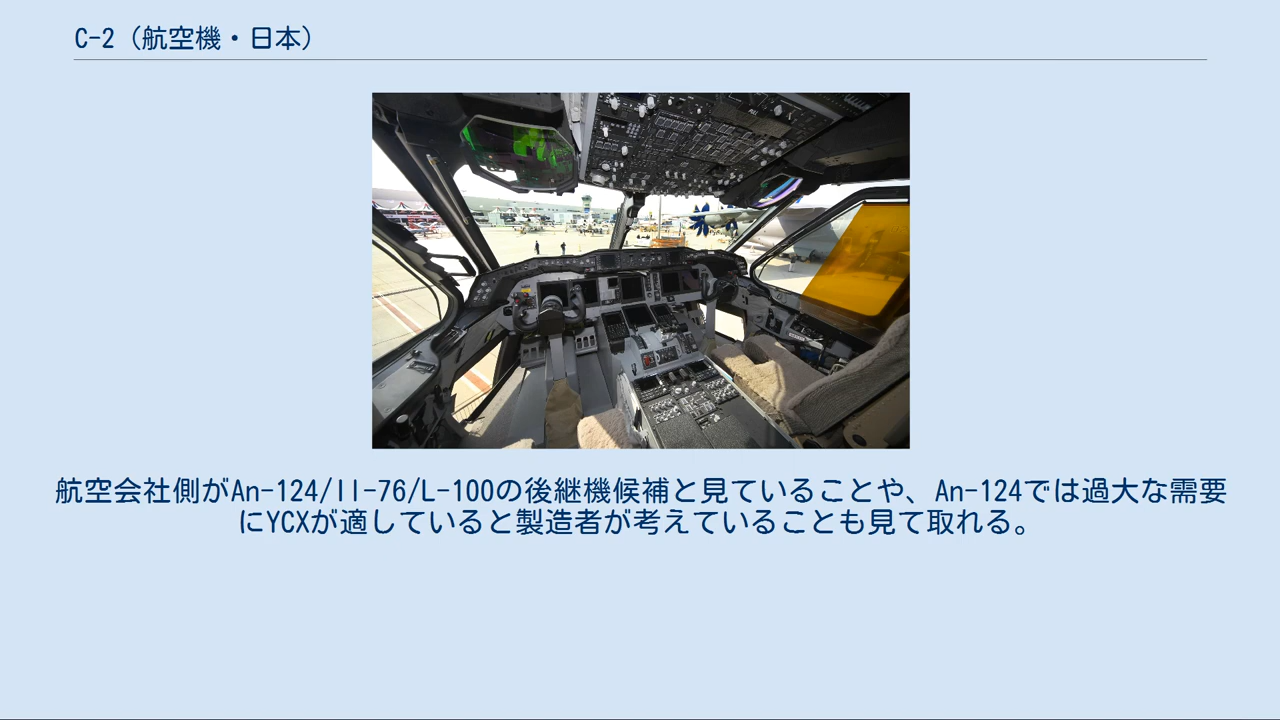 C-2（航空機・日本）
航空会社側がAn-124/Il-76/L-100の後継機候補と見ていることや、An-124では過大な需要
にYCXが適していると製造者が考えていることも見て取れる。